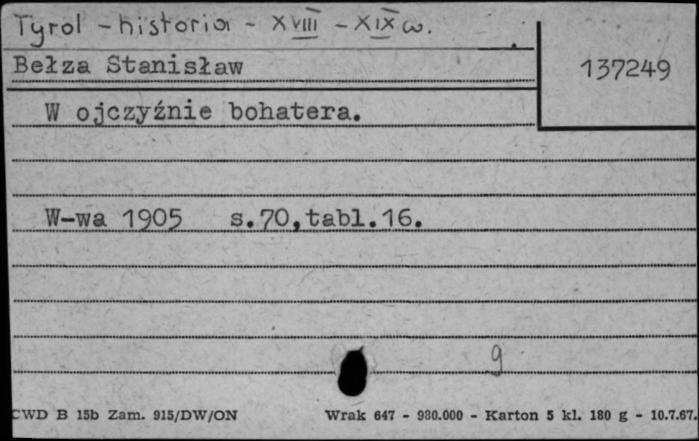 Tyrol - historia - XVIII - XIX w.
Bełza Stanisław
137249
W ojczyźnie bohatera.
W-wa 1905 s.70,tabl.16.
9
CWD B 15b Zam. 915/DW/ON Wrak 647 - 980.000 - Karton 5 kl. 180 g - 10.7.67.